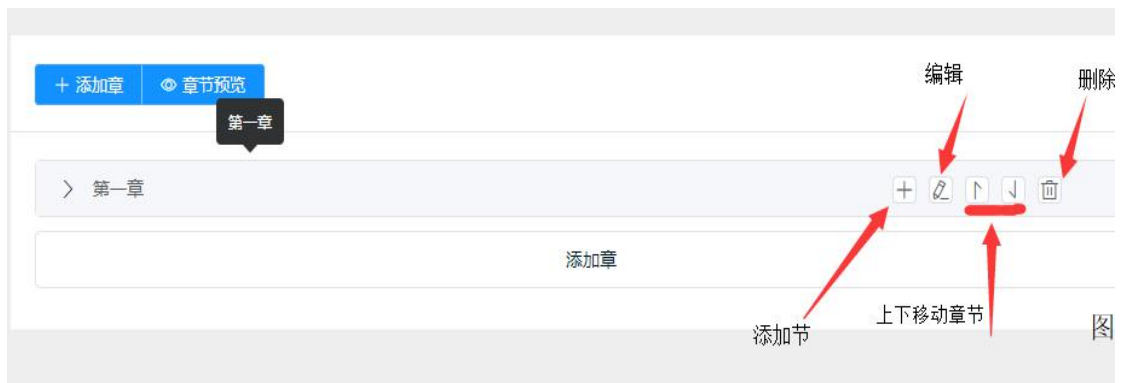 编辑
删除
添加章 章节预览
第一章
第一章
添加章
上下移动章节
添加节
图